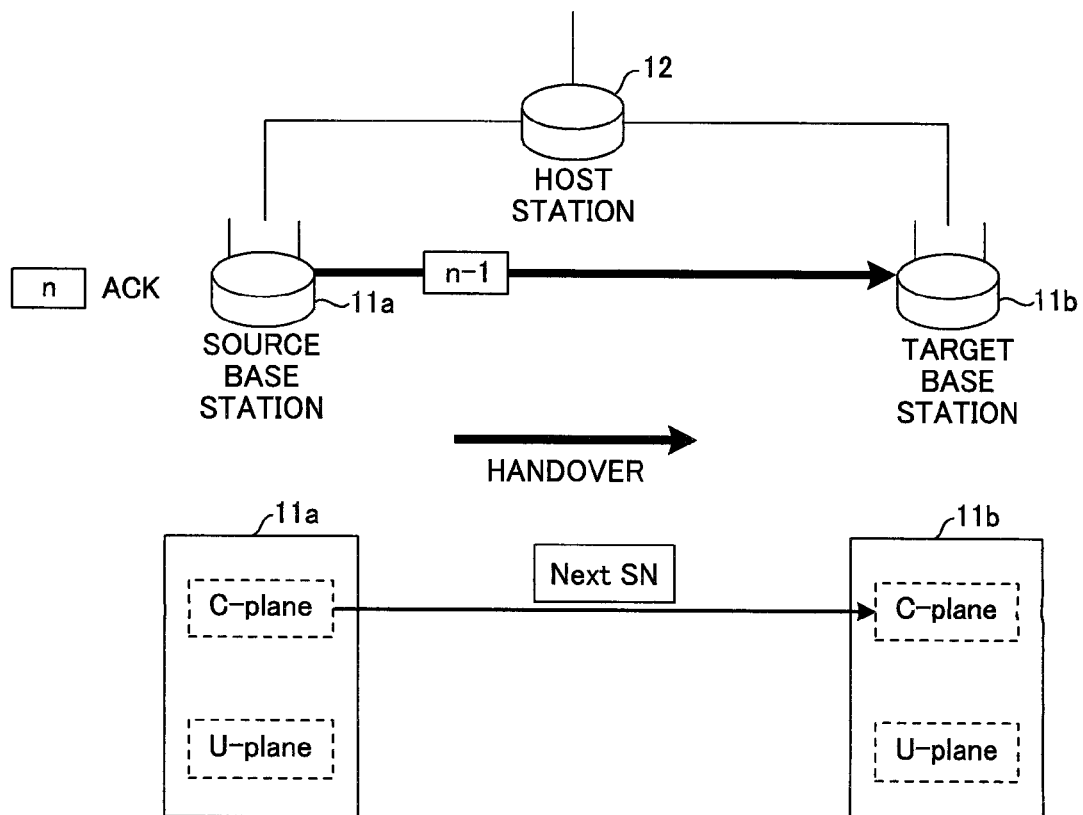 12
HOST
STATION
n ACK
n-1
11a
11b
SOURCE
BASE
STATION
TARGET
BASE
STATION
HANDOVER
11a
11b
Next SN
C-plane
C-plane
U-plane
U-plane